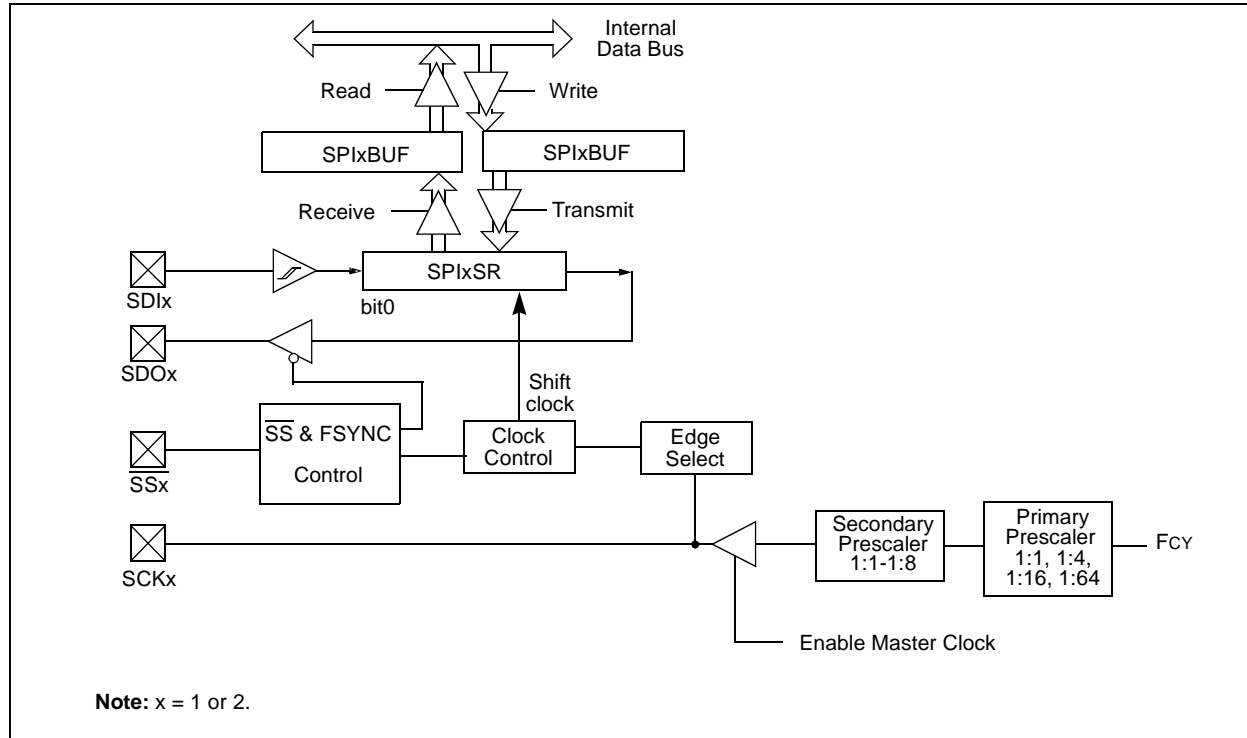 Internal
Data Bus
Read
Write
SPIxBUF
SPIxBUF
Receive
Transmit
SDIx
SPIxSR
bit0
SDOx
Shift
clock
SS & FSYNC
Control
Clock
Control
Edge
Select
SSx
SCKx
Secondary
Prescaler
1:1-1:8
Primary
Prescaler
1:1, 1:4,
1:16, 1:64
FCY
Enable Master Clock
Note: x = 1 or 2.